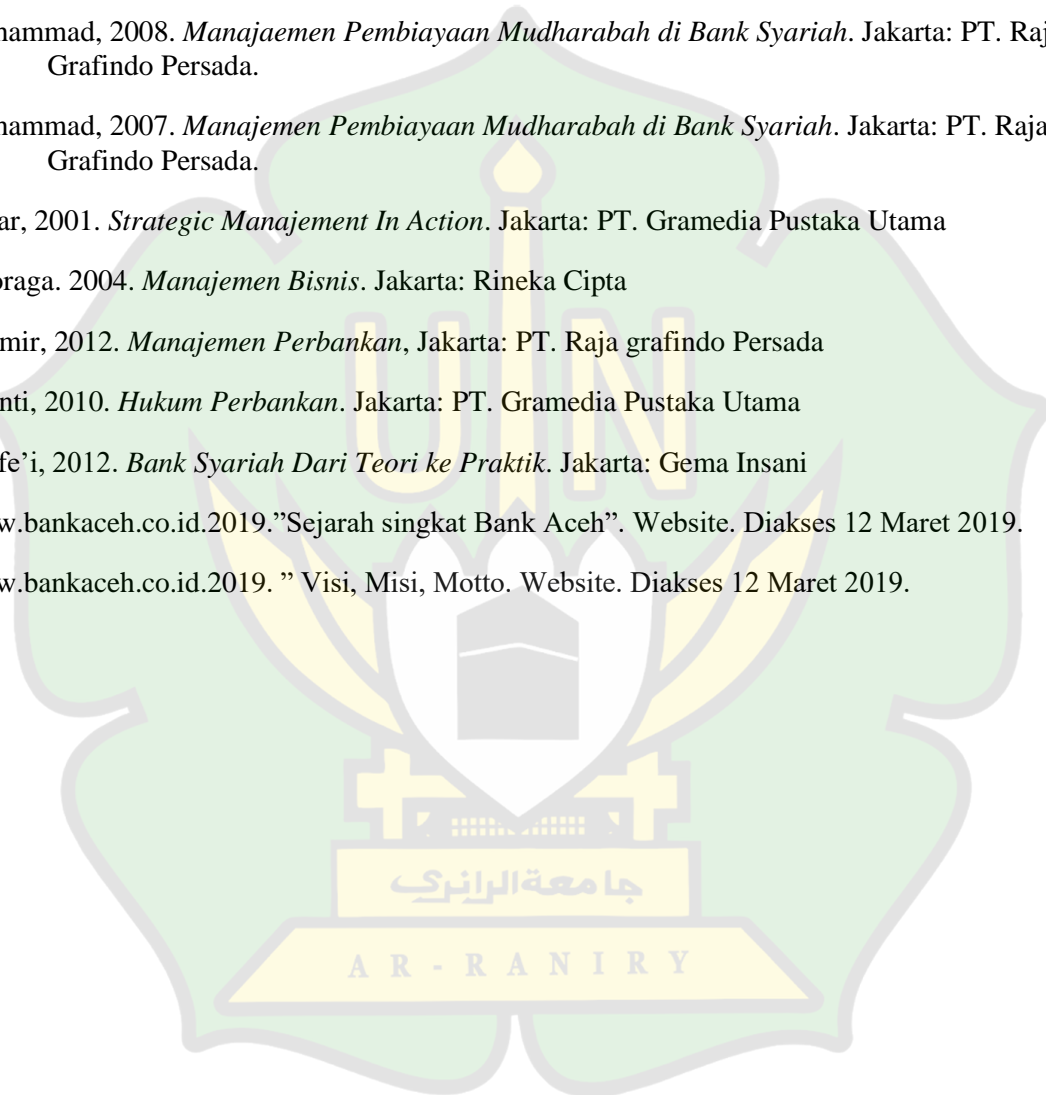 hammad, 2008. Manajaemen Pembiayaan Mudharabah di Bank Syariah. Jakarta: PT. Raj
Grafindo Persada.
hammad, 2007. Manajemen Pembiayaan Mudharabah di Bank Syariah. Jakarta: PT. Raja
Grafindo Persada.
ar, 2001. Strategic Manajement In Action. Jakarta: PT. Gramedia Pustaka Utama
oraga. 2004. Manajemen Bisnis. Jakarta: Rineka Cipta
mir, 2012. Manajemen Perbankan, Jakarta: PT. Raja grafindo Persada
nti, 2010. Hukum Perbankan. Jakarta: PT. Gramedia Pustaka Utama
fe’i, 2012. Bank Syariah Dari Teori ke Praktik. Jakarta: Gema Insani
w.bankaceh.co.id.2019.”Sejarah singkat Bank Aceh”. Website. Diakses 12 Maret 2019.
w.bankaceh.co.id.2019. ” Visi, Misi, Motto. Website. Diakses 12 Maret 2019.
UIN
جامعةالرانري
AR-RANIRY